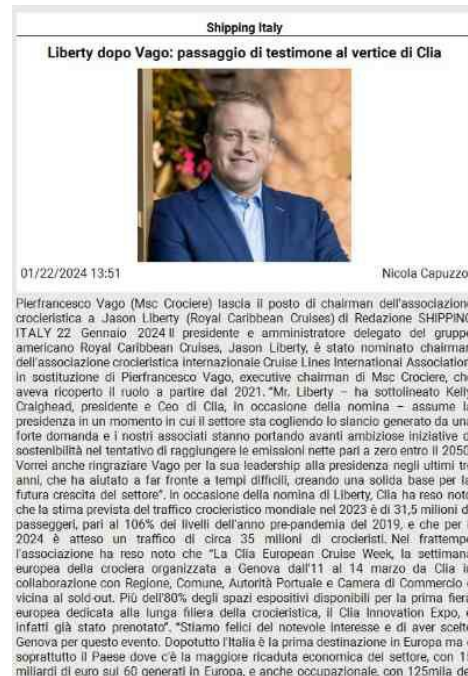 Shipping Italy
Liberty dopo Vago: passaggio di testimone al vertice di Clia
01/22/2024 13:51
Nicola Capuzzo
Pierfrancesco Vago (Msc Crociere) lascia il posto di chairman dell'associazione
crocieristica a Jason Liberty (Royal Caribbean Cruises) di Redazione SHIPPING
ITALY 22 Gennaio 2024 Il presidente e amministratore delegato del gruppo
americano Royal Caribbean Cruises, Jason Liberty, è stato nominato chairman
dell'associazione crocieristica internazionale Cruise Lines International Association
in sostituzione di Pierfrancesco Vago, executive chairman di Msc Crociere, che
aveva ricoperto il ruolo a partire dal 2021. "Mr. Liberty – ha sottolineato Kelly
Craighead, presidente e Ceo di Clia, in occasione della nomina – assume la
presidenza in un momento in cui il settore sta cogliendo lo slancio generato da una
forte domanda e i nostri associati stanno portando avanti ambiziose iniziative di
sostenibilità nel tentativo di raggiungere le emissioni nette pari a zero entro il 2050.
Vorrei anche ringraziare Vago per la sua leadership alla presidenza negli ultimi tre
anni, che ha aiutato a far fronte a tempi difficili, creando una solida base per la
futura crescita del settore". In occasione della nomina di Liberty, Clia ha reso noto
che la stima prevista del traffico crocieristico mondiale nel 2023 è di 31,5 milioni di
passeggeri, pari al 106% dei livelli dell'anno pre-pandemia del 2019, e che per il
2024 è atteso un traffico di circa 35 milioni di crocieristi. Nel frattempo
l'associazione ha reso noto che "La Clia European Cruise Week, la settimana
europea della crociera organizzata a Genova dall'11 al 14 marzo da Clia in
collaborazione con Regione, Comune, Autorità Portuale e Camera di Commercio è
vicina al sold-out. Più dell'80% degli spazi espositivi disponibili per la prima fiera
europea dedicata alla lunga filiera della crocieristica, il Clia Innovation Expo, è
infatti già stato prenotato". "Stiamo felici del notevole interesse e di aver scelto
Genova per questo evento. Dopotutto l'Italia è la prima destinazione in Europa ma è
soprattutto il Paese dove c'è la maggiore ricaduta economica del settore, con 15
miliardi di euro sui 60 generati in Europa, e anche occupazionale, con 125mila dei